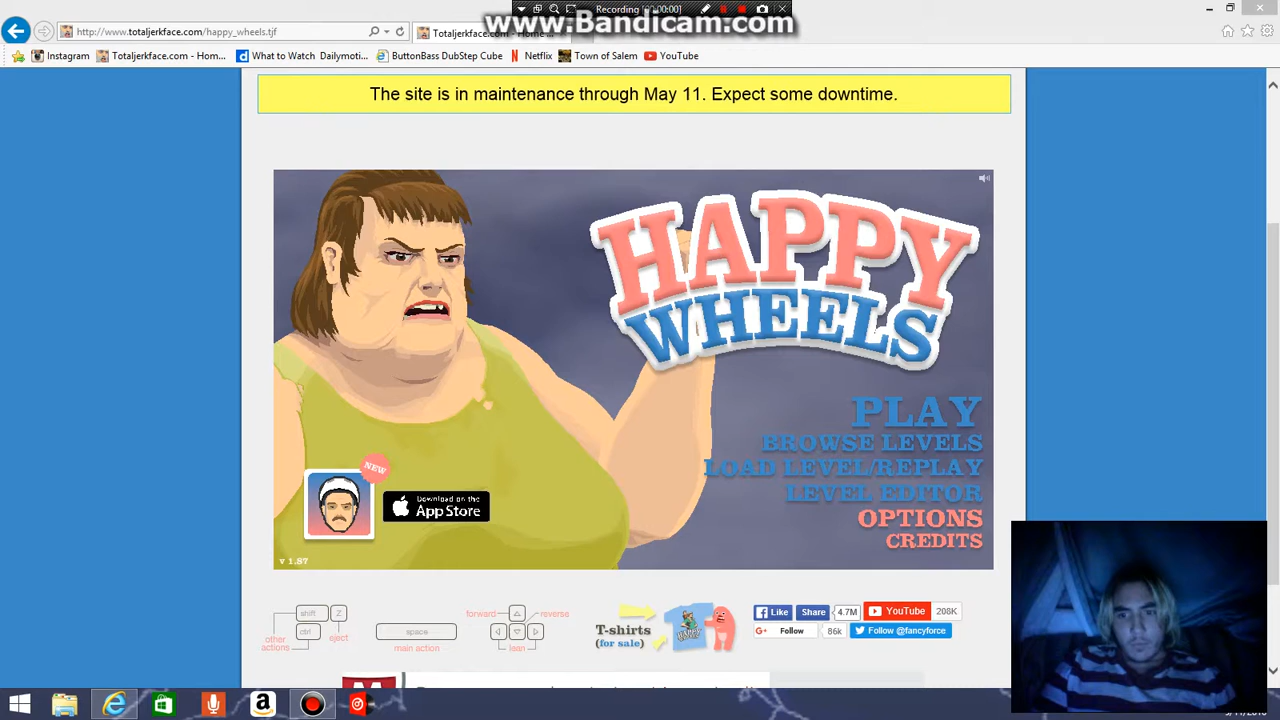 Recording [00:00:00]
www.Bandicam.com
http://www.totaljerkface.com/happy_wheels.tjf
Totaljerkface.com - Home ...
Instagram Totaljerkface.com - Hom... What to Watch Dailymoti... ButtonBass DubStep Cube Netflix Town of Salem YouTube
The site is in maintenance through May 11. Expect some downtime.
HAPPY
WHEELS
PLAY
BROWSE LEVELS
LOAD LEVEL/REPLAY
LEVEL EDITOR
OPTIONS
CREDITS
NEW
Download on the
App Store
v 1.87
shift Z
ctrl
other
actions
eject
space
main action
forward reverse
lean
T-shirts
(for sale)
HAPPY
Like Share 4.7M YouTube 208K
Follow 86k Follow @fancyforce